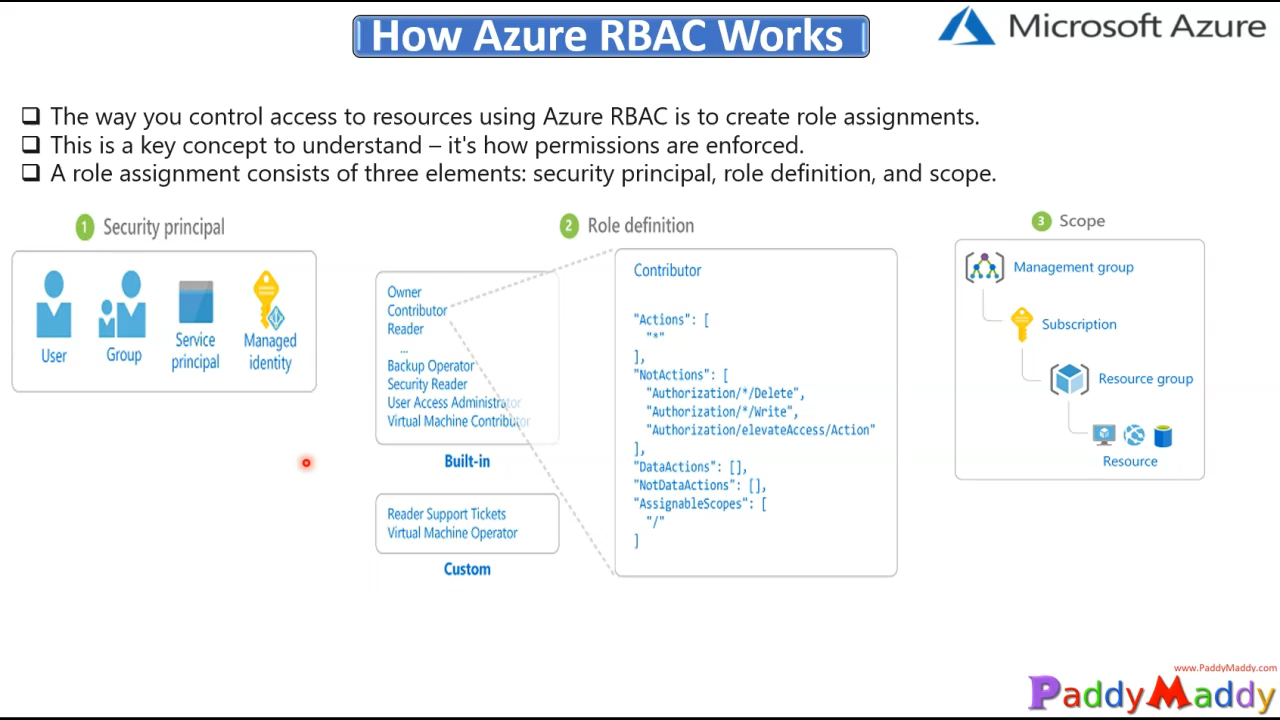 How Azure RBAC Works
Microsoft Azure
The way you control access to resources using Azure RBAC is to create role assignments.
This is a key concept to understand – it's how permissions are enforced.
A role assignment consists of three elements: security principal, role definition, and scope.
1 Security principal
User
Group
Service
principal
Managed
identity
2 Role definition
Owner
Contributor
Reader
...
Backup Operator
Security Reader
User Access Administrator
Virtual Machine Contributor
Built-in
Reader Support Tickets
Virtual Machine Operator
Custom
Contributor
"Actions": [
"*"
],
"NotActions": [
"Authorization/*/Delete",
"Authorization/*/Write",
"Authorization/elevateAccess/Action"
],
"DataActions": [],
"NotDataActions": [],
"AssignableScopes": [
"/"
]
3 Scope
Management group
Subscription
Resource group
Resource
www.PaddyMaddy.com
PaddyMaddy